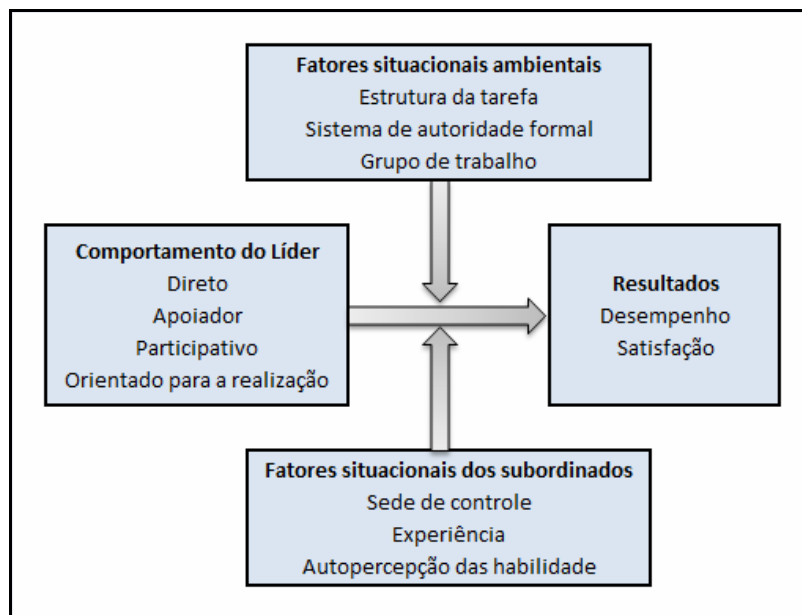 Fatores situacionais ambientais
Estrutura da tarefa
Sistema de autoridade formal
Grupo de trabalho
Comportamento do Líder
Direto
Apoiador
Participativo
Orientado para a realização
Resultados
Desempenho
Satisfação
Fatores situacionais dos subordinados
Sede de controle
Experiência
Autopercepção das habilidade